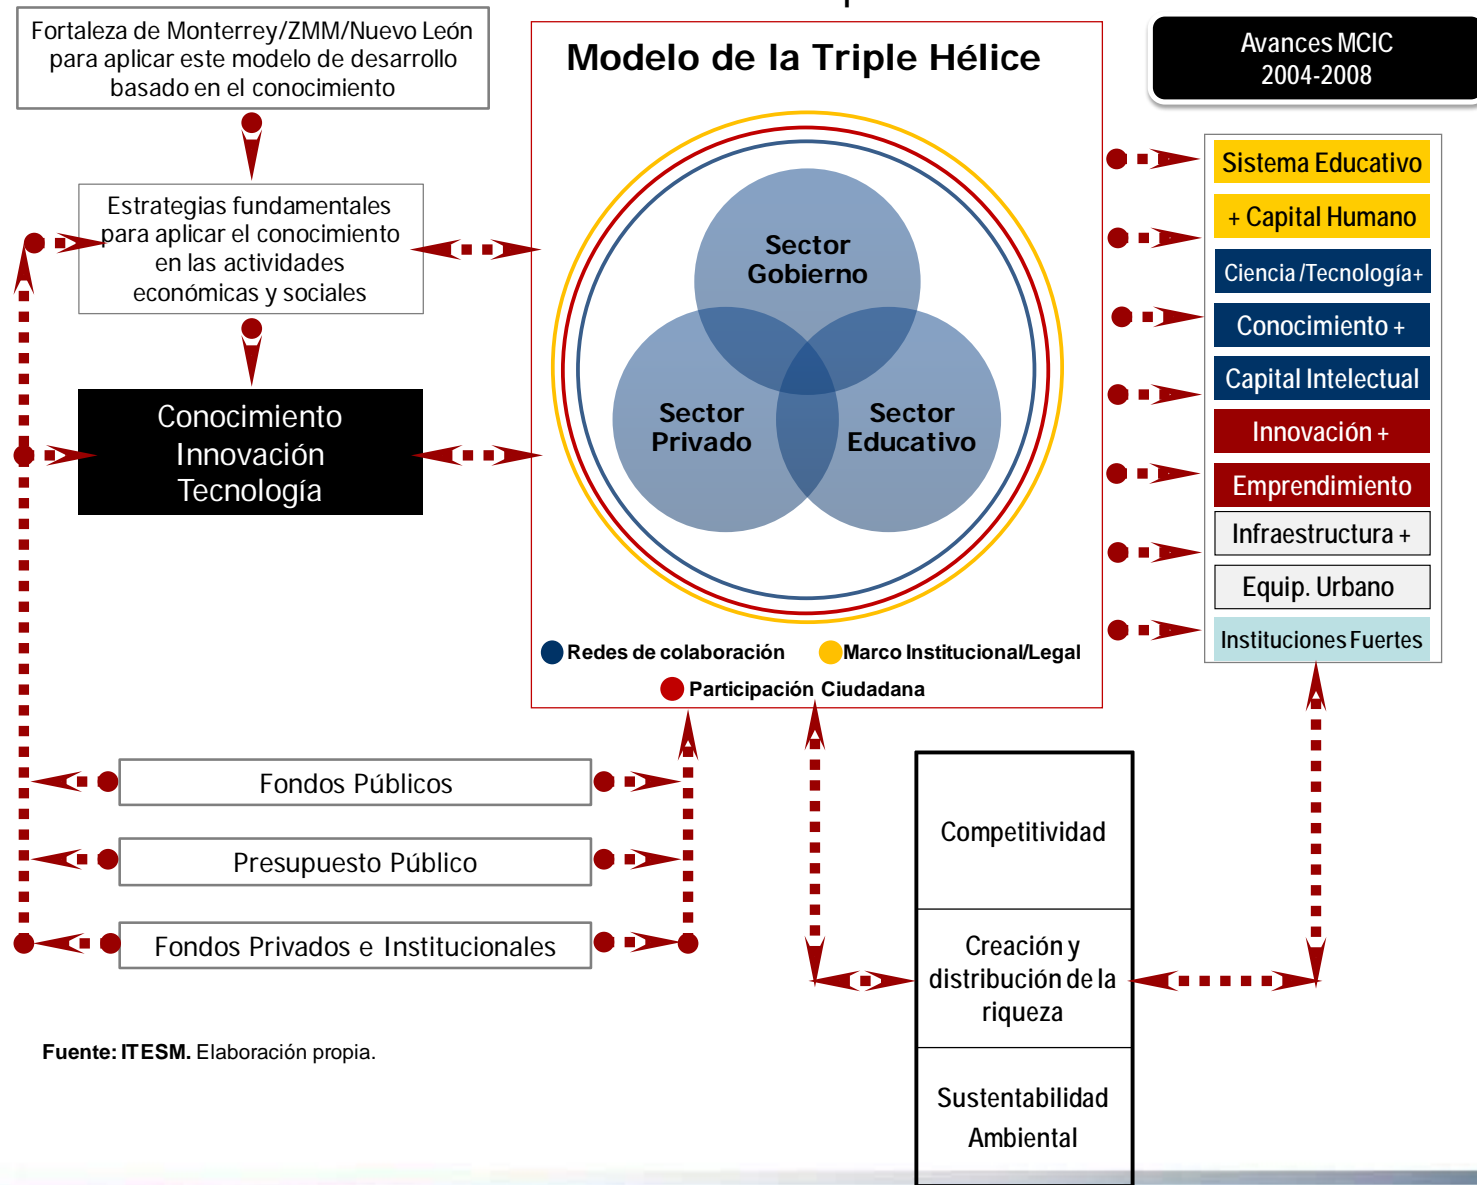 Fortaleza de Monterrey/ZMM/Nuevo León
para aplicar este modelo de desarrollo
basado en el conocimiento
Estrategias fundamentales
para aplicar el conocimiento
en las actividades
económicas y sociales
Conocimiento
Innovación
Tecnología
Modelo de la Triple Hélice
Sector
Gobierno
Sector
Privado
Sector
Educativo
Redes de colaboración
Marco Institucional/Legal
Participación Ciudadana
Avances MCIC
2004-2008
Sistema Educativo
+ Capital Humano
Ciencia /Tecnología+
Conocimiento +
Capital Intelectual
Innovación +
Emprendimiento
Infraestructura +
Equip. Urbano
Instituciones Fuertes
Fondos Públicos
Presupuesto Público
Fondos Privados e Institucionales
Competitividad
Creación y
distribución de la
riqueza
Sustentabilidad
Ambiental
Fuente: ITESM. Elaboración propia.